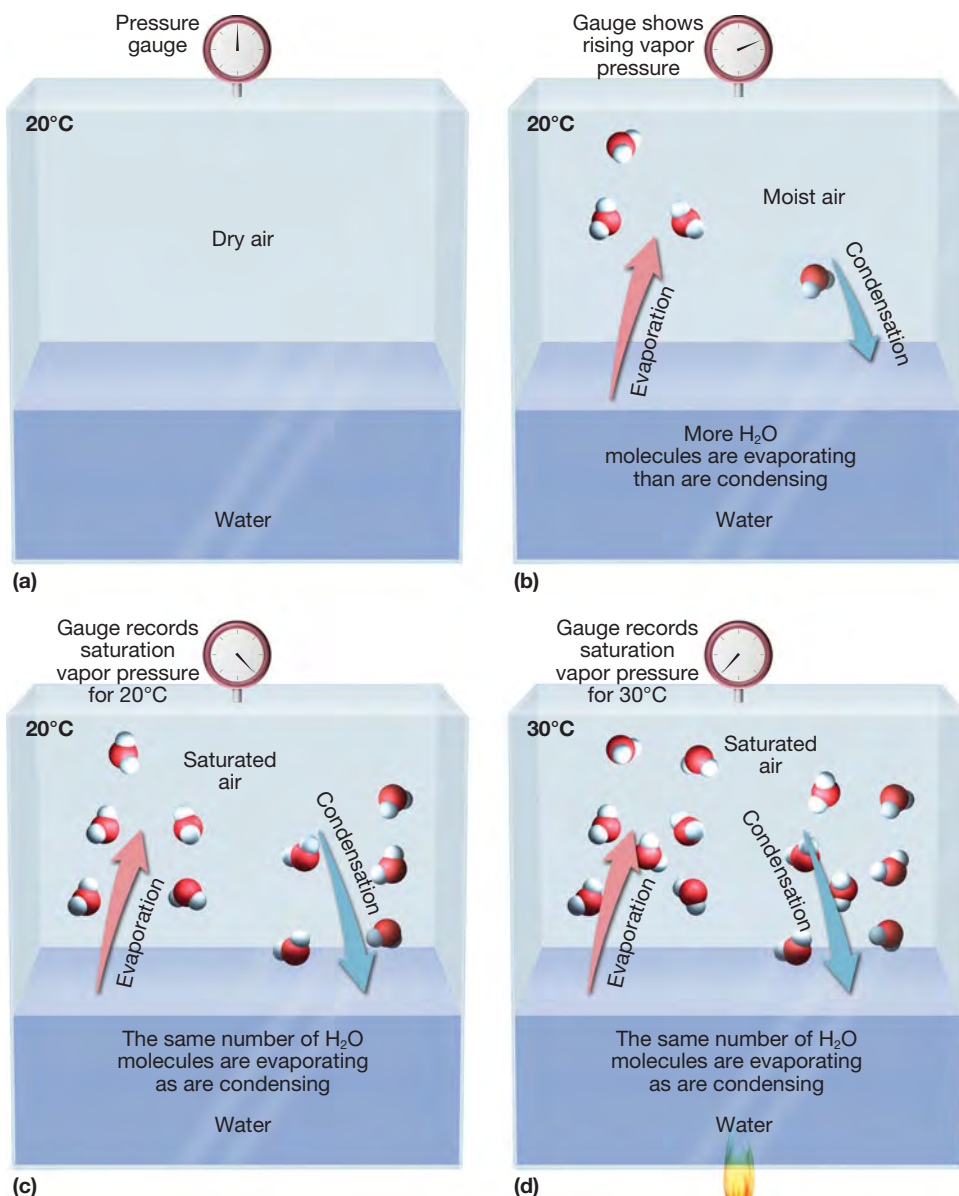 Pressure
gauge
20°C
Dry air
Water
(a)
Gauge shows
rising vapor
pressure
20°C
Moist air
Evaporation
Condensation
More H₂O
molecules are evaporating
than are condensing
Water
(b)
Gauge records
saturation
vapor pressure
for 20°C
20°C
Saturated
air
Evaporation
Condensation
The same number of H₂O
molecules are evaporating
as are condensing
Water
(c)
Gauge records
saturation
vapor pressure
for 30°C
30°C
Saturated
air
Evaporation
Condensation
The same number of H₂O
molecules are evaporating
as are condensing
Water
(d)